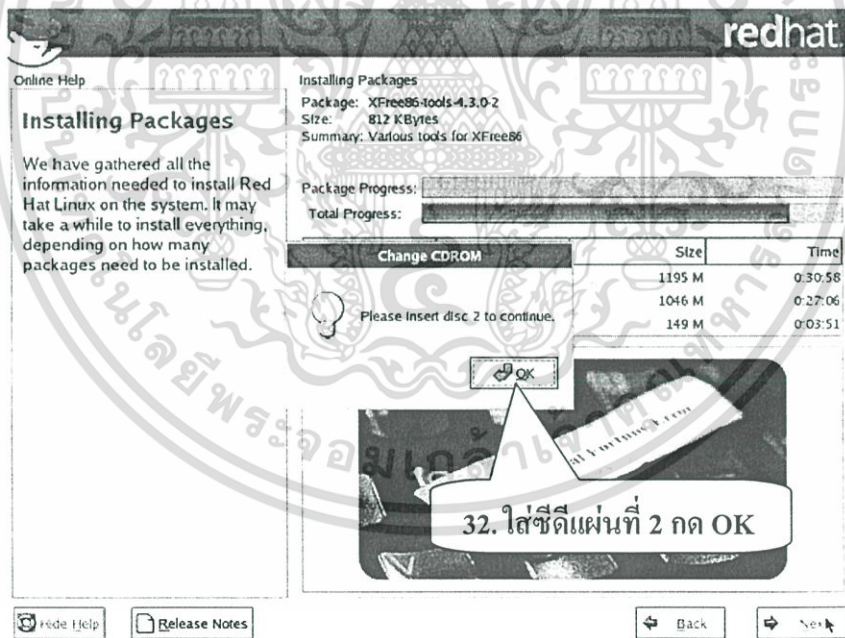 redhat.
Online Help
Installing Packages
We have gathered all the
information needed to install Red
Hat Linux on the system. It may
take a while to install everything,
depending on how many
packages need to be installed.
Installing Packages
Package: XFree86-tools-4.3.0-2
Size: 812 KBytes
Summary: Various tools for XFree86
Package Progress:
Total Progress:
Size Time
1195 M 0:30:58
1046 M 0:27:06
149 M 0:03:51
Change CDROM
Please insert disc 2 to continue.
OK
32. ใส่ซีดีแผ่นที่ 2 กด OK
Hide Help
Release Notes
Back
Next